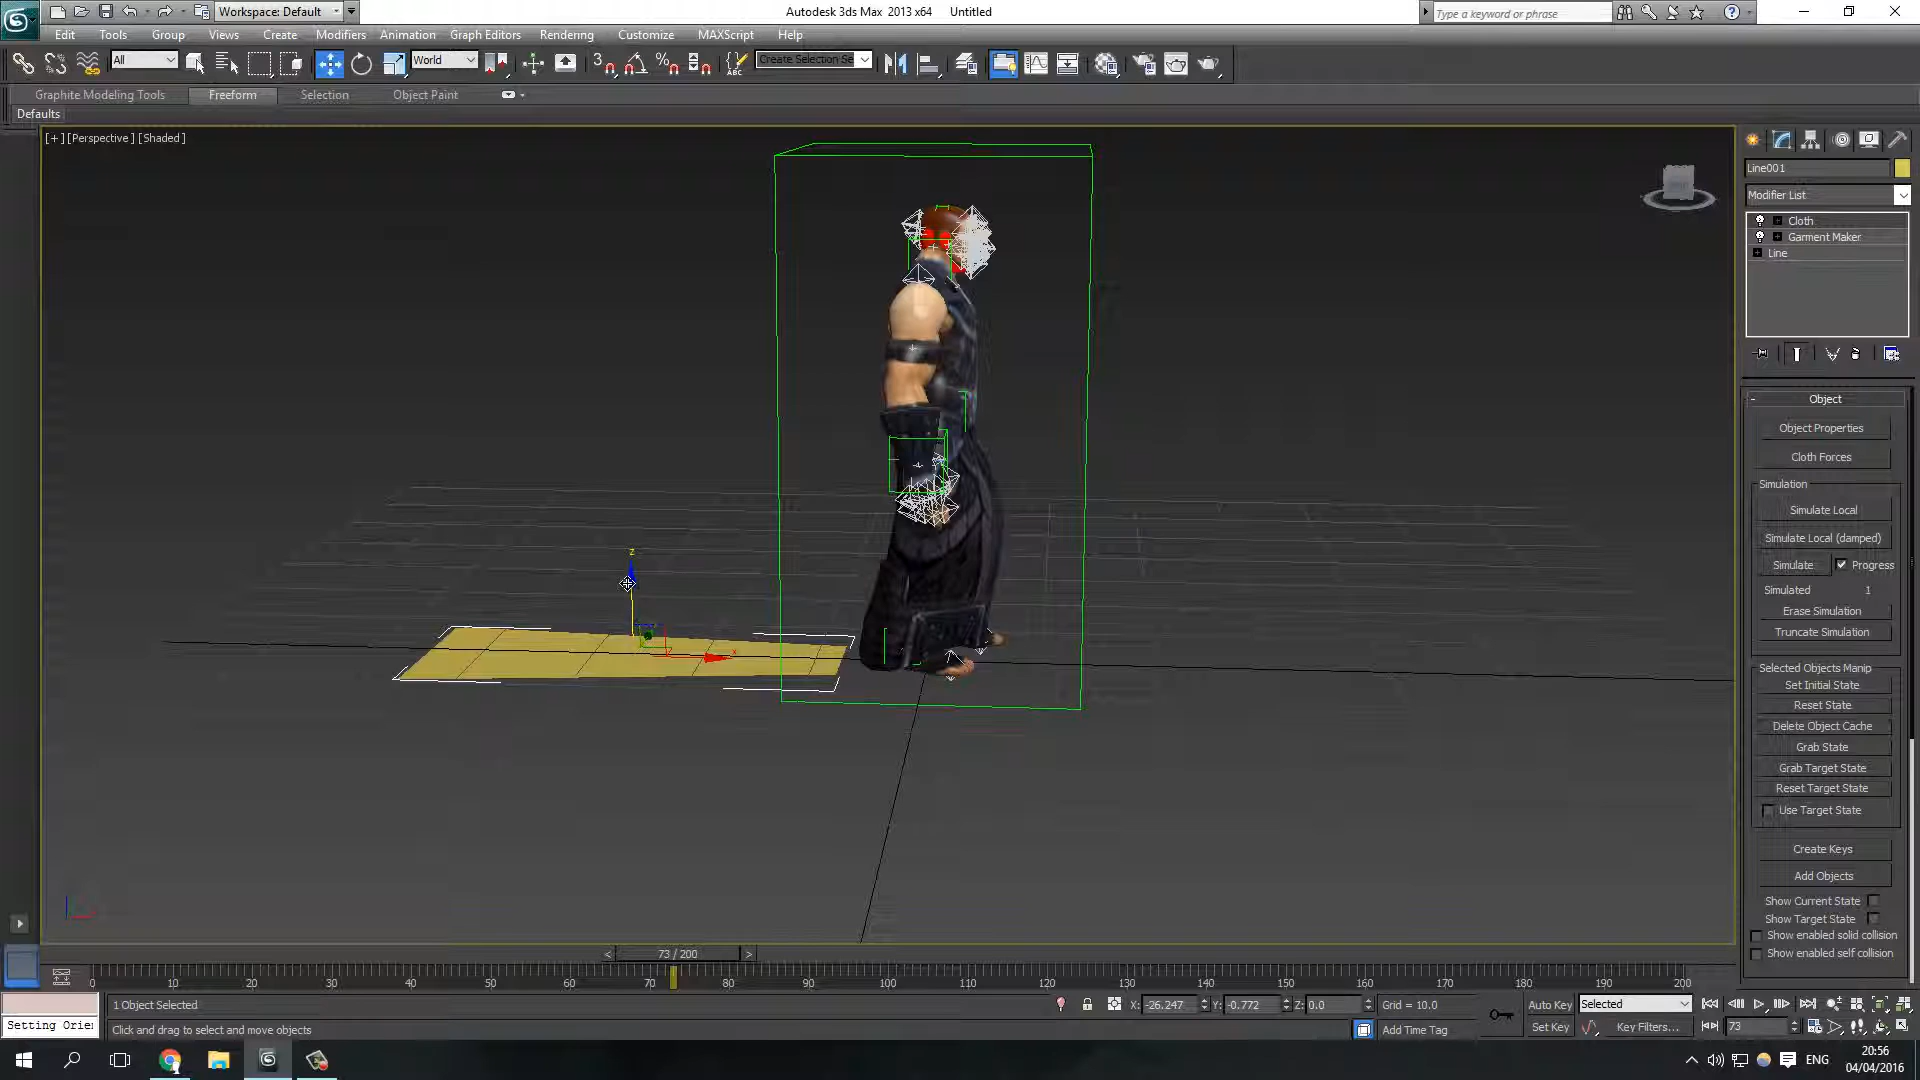 Workspace: Default
Autodesk 3ds Max 2013 x64 Untitled
Type a keyword or phrase
Edit Tools Group Views Create Modifiers Animation Graph Editors Rendering Customize MAXScript Help
All
World
3
ABC
Create Selection Se
Graphite Modeling Tools Freeform Selection Object Paint
Defaults
[+] [Perspective] [Shaded]
Line001
Modifier List
Cloth
Garment Maker
Line
Object
Object Properties
Cloth Forces
Simulation
Simulate Local
Simulate Local (damped)
Simulate Progress
Simulated 1
Erase Simulation
Truncate Simulation
Selected Objects Manip
Set Initial State
Reset State
Delete Object Cache
Grab State
Grab Target State
Reset Target State
Use Target State
Create Keys
Add Objects
Show Current State
Show Target State
Show enabled solid collision
Show enabled self collision
z
x
73 / 200
0 10 20 30 40 50 60 70 80 90 100 110 120 130 140 150 160 170 180 190 200
1 Object Selected
X: -26.247 Y: -0.772 Z: 0.0 Grid = 10.0
Auto Key Selected
Setting Orie
Click and drag to select and move objects
Add Time Tag
Set Key Key Filters...
73
ENG
20:56
04/04/2016